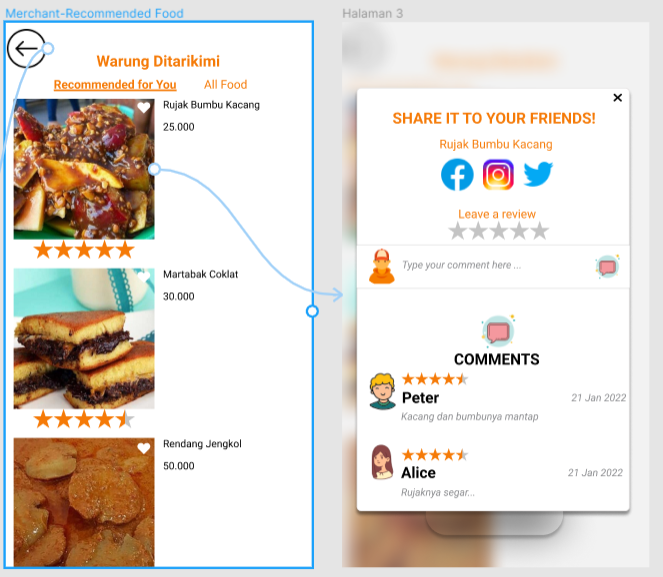 Merchant-Recommended Food
Warung Ditarikimi
Recommended for You
All Food
Rujak Bumbu Kacang
25.000
Martabak Coklat
30.000
Rendang Jengkol
50.000
Halaman 3
SHARE IT TO YOUR FRIENDS!
Rujak Bumbu Kacang
Leave a review
Type your comment here ...
COMMENTS
Peter
21 Jan 2022
Kacang dan bumbunya mantap
Alice
21 Jan 2022
Rujaknya segar...